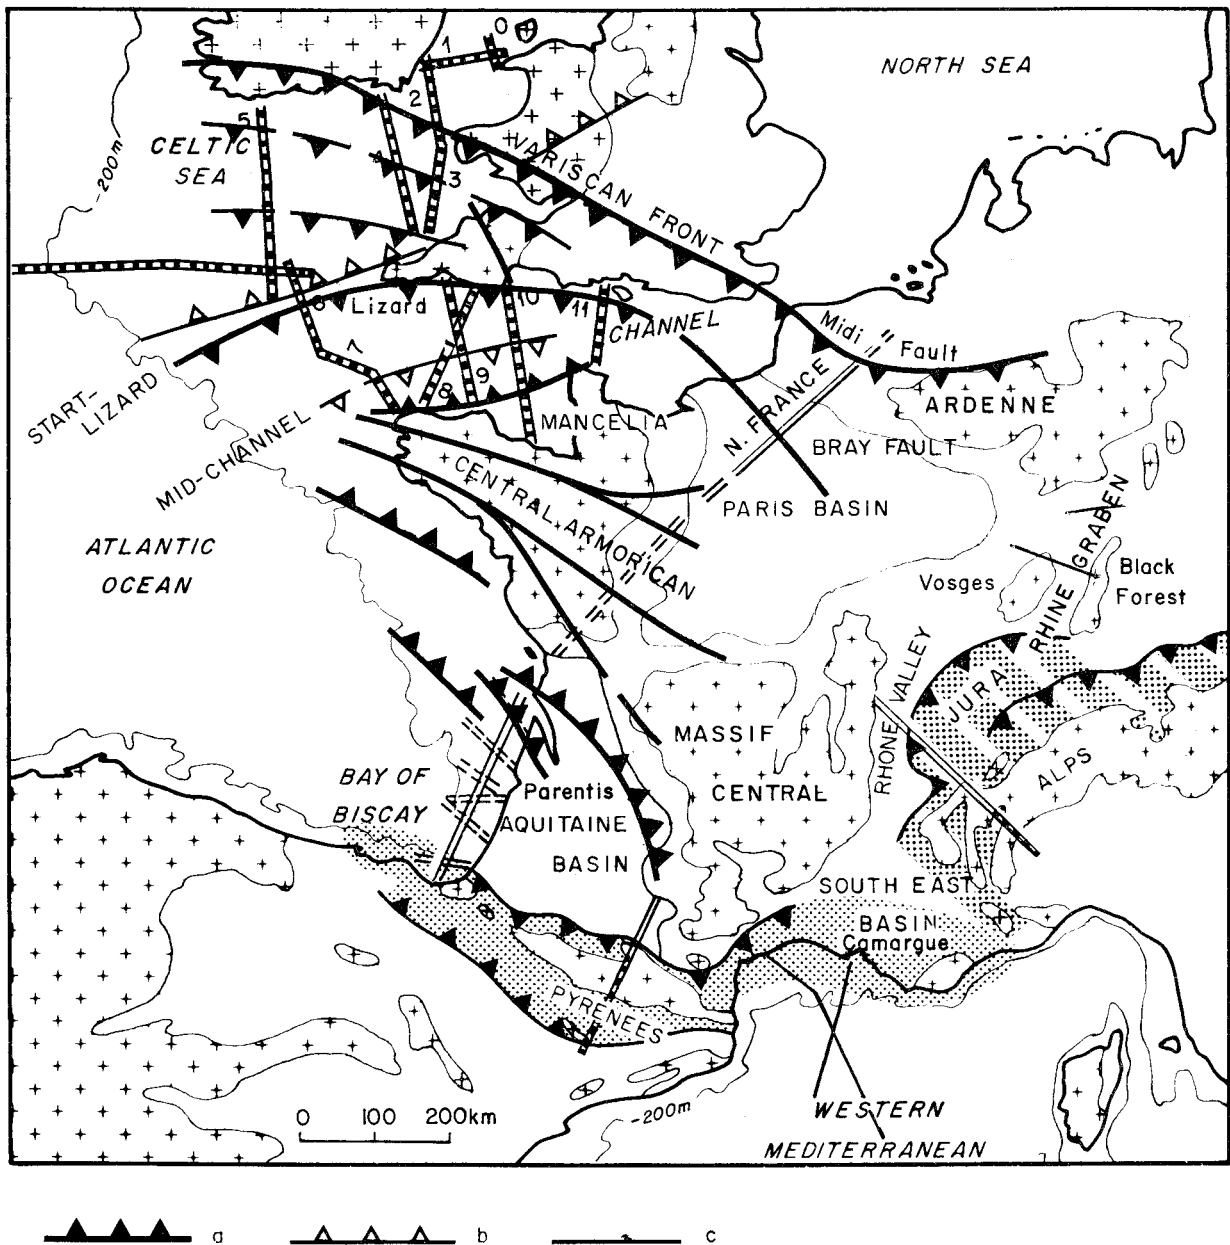 0
1
NORTH SEA
2
5
-200m
CELTIC
SEA
VARISCAN FRONT
3
6
Lizard
10
11
CHANNEL
Midi
Fault
7
8
9
START-
LIZARD
MID-CHANNEL
MANCELIA
N. FRANCE
ARDENNE
BRAY FAULT
PARIS BASIN
CENTRAL ARMORICAN
ATLANTIC
OCEAN
RHINE GRABEN
Vosges
Black
Forest
RHONE VALLEY
JURA
ALPS
MASSIF
CENTRAL
BAY OF
BISCAY
Parentis
AQUITAINE
BASIN
SOUTH EAST
BASIN
Camargue
PYRENEES
0 100 200km
-200m
WESTERN
MEDITERRANEAN
a b c